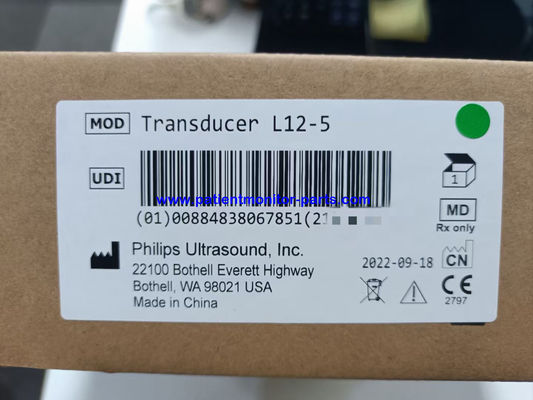 MOD Transducer L12-5
UDI
www.patientmonitor-parts.com
1
(01)00884838067851(21
MD
Rx only
Philips Ultrasound, Inc.
22100 Bothell Everett Highway
Bothell, WA 98021 USA
Made in China
2022-09-18
CN
CE
2797